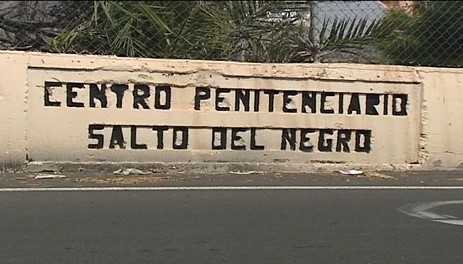 CENTRO PENITENCIARIO
SALTO DEL NEGRO